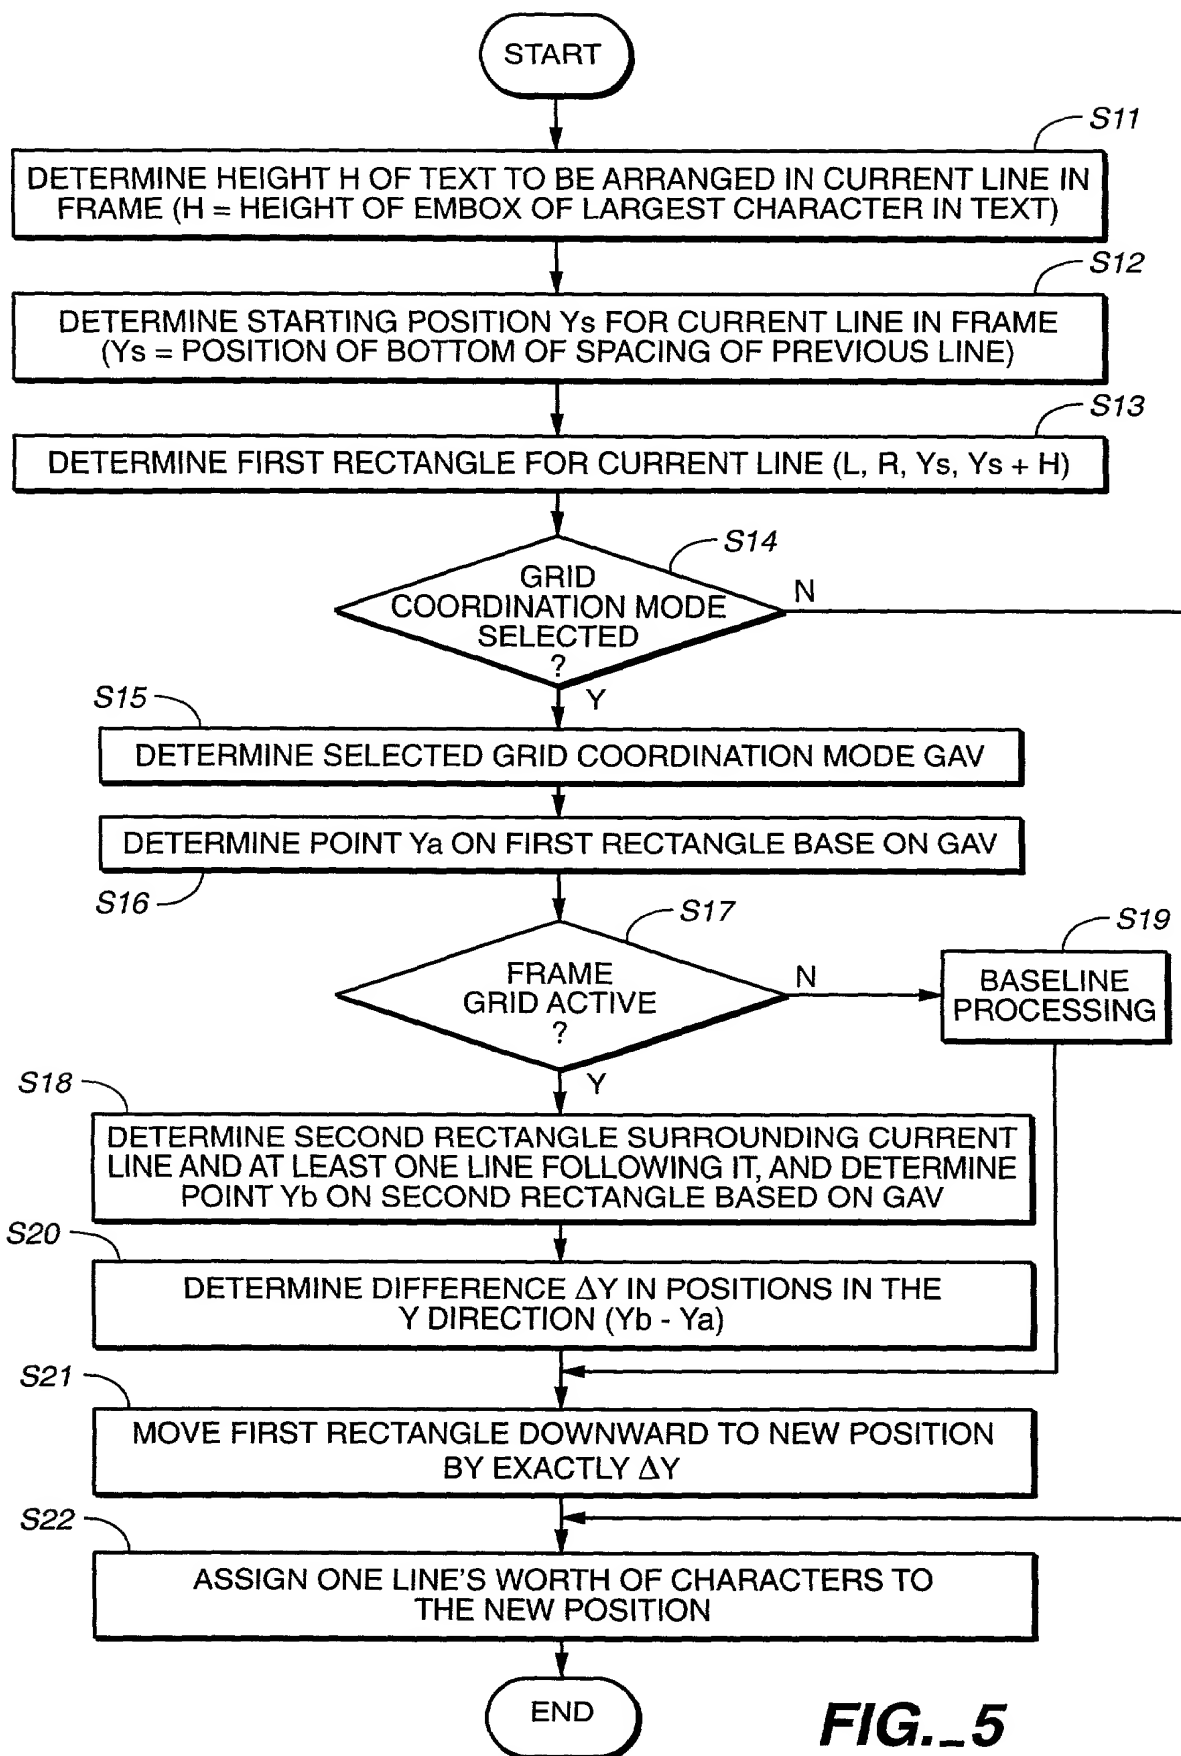 START
S11
DETERMINE HEIGHT H OF TEXT TO BE ARRANGED IN CURRENT LINE IN
FRAME (H = HEIGHT OF EMBOX OF LARGEST CHARACTER IN TEXT)
S12
DETERMINE STARTING POSITION Ys FOR CURRENT LINE IN FRAME
(Ys = POSITION OF BOTTOM OF SPACING OF PREVIOUS LINE)
S13
DETERMINE FIRST RECTANGLE FOR CURRENT LINE (L, R, Ys, Ys + H)
S14
GRID
COORDINATION MODE
SELECTED
?
N
Y
S15
DETERMINE SELECTED GRID COORDINATION MODE GAV
DETERMINE POINT Ya ON FIRST RECTANGLE BASE ON GAV
S16
S17
FRAME
GRID ACTIVE
?
N
Y
S19
BASELINE
PROCESSING
S18
DETERMINE SECOND RECTANGLE SURROUNDING CURRENT
LINE AND AT LEAST ONE LINE FOLLOWING IT, AND DETERMINE
POINT Yb ON SECOND RECTANGLE BASED ON GAV
S20
DETERMINE DIFFERENCE ΔY IN POSITIONS IN THE
Y DIRECTION (Yb - Ya)
S21
MOVE FIRST RECTANGLE DOWNWARD TO NEW POSITION
BY EXACTLY ΔY
S22
ASSIGN ONE LINE'S WORTH OF CHARACTERS TO
THE NEW POSITION
END
FIG._5